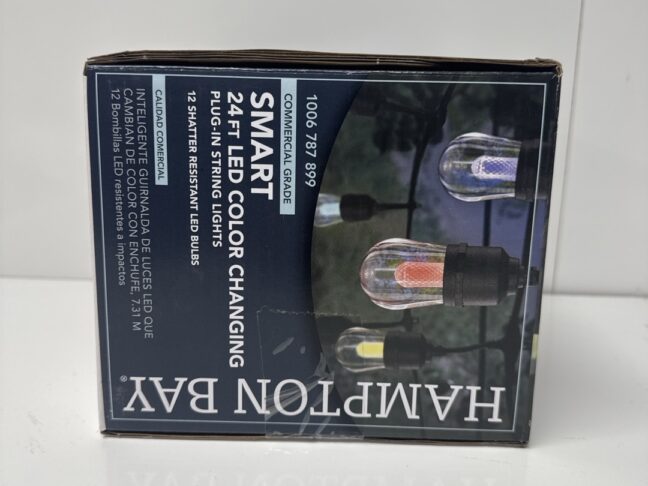 HAMPTON BAY®
1006 787 899
COMMERCIAL GRADE
SMART
24FT LED COLOR CHANGING
PLUG-IN STRING LIGHTS
12 SHATTER RESISTANT LED BULBS
CALIDAD COMERCIAL
INTELIGENTE GUIRNALDA DE LUCES LED QUE
CAMBIAN DE COLOR CON ENCHUFE, 7.31 M
12 Bombillas LED resistentes a impactos